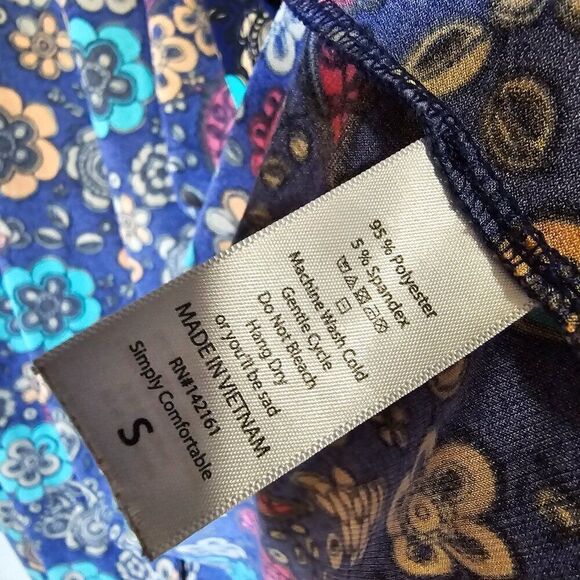 95 % Polyester
5 % Spandex
Machine Wash Cold
Gentle Cycle
Do Not Bleach
Hang Dry
or you'll be sad
MADE IN VIETNAM
RN#142161
Simply Comfortable
S